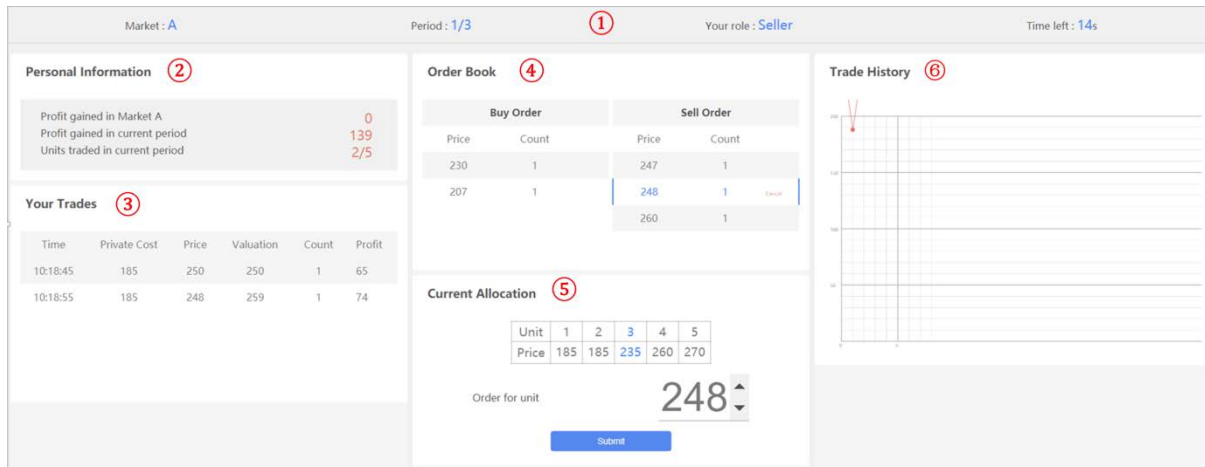 Market : A Period : 1/3 ① Your role : Seller Time left : 14s
Personal Information ②
Profit gained in Market A 0
Profit gained in current period 139
Units traded in current period 2/5
Your Trades ③
Time Private Cost Price Valuation Count Profit
10:18:45 185 250 250 1 65
10:18:55 185 248 259 1 74
Order Book ④
Buy Order Sell Order
Price Count Price Count
230 1 247 1
207 1 248 1 Cancel
260 1
Current Allocation ⑤
Unit 1 2 3 4 5
Price 185 185 235 260 270
Order for unit 248
Submit
Trade History ⑥
200
150
100
50